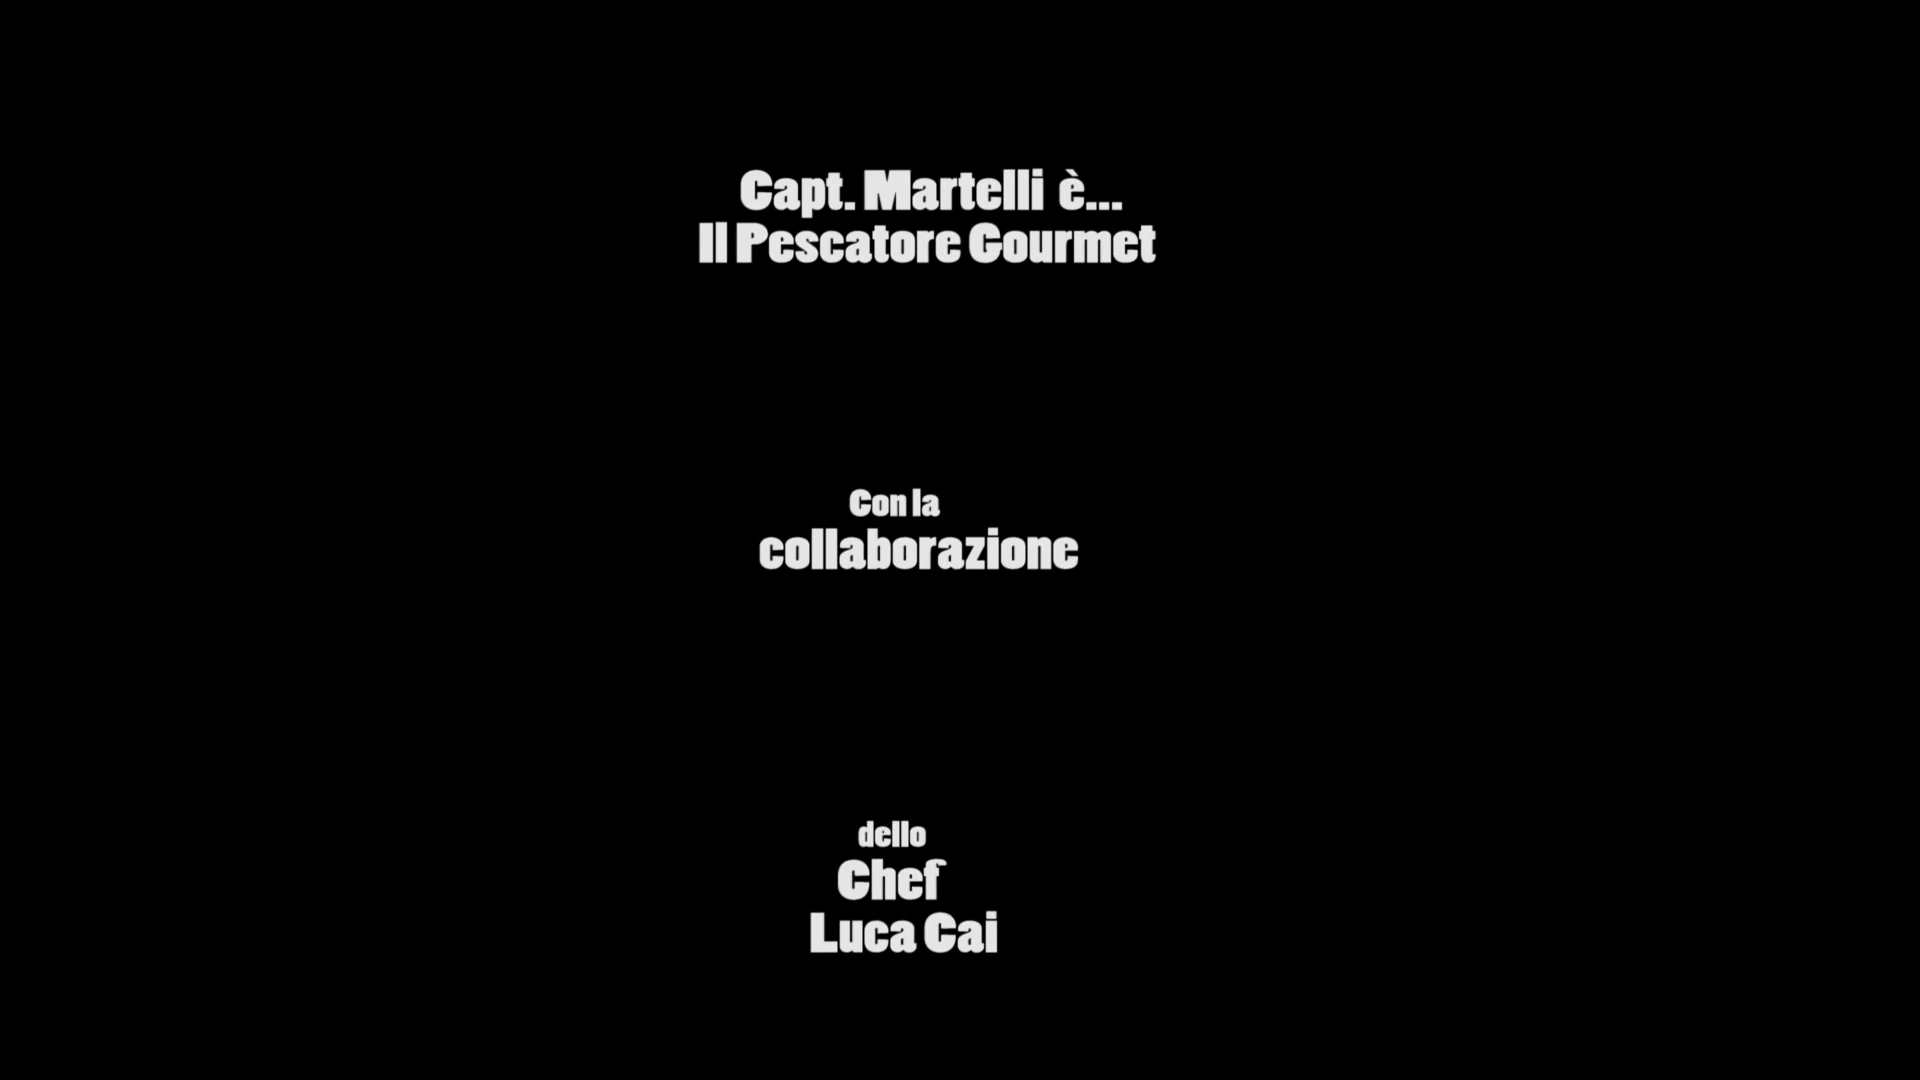 Capt. Martelli è...
Il Pescatore Gourmet
Con la
collaborazione
dello
Chef
Luca Cai